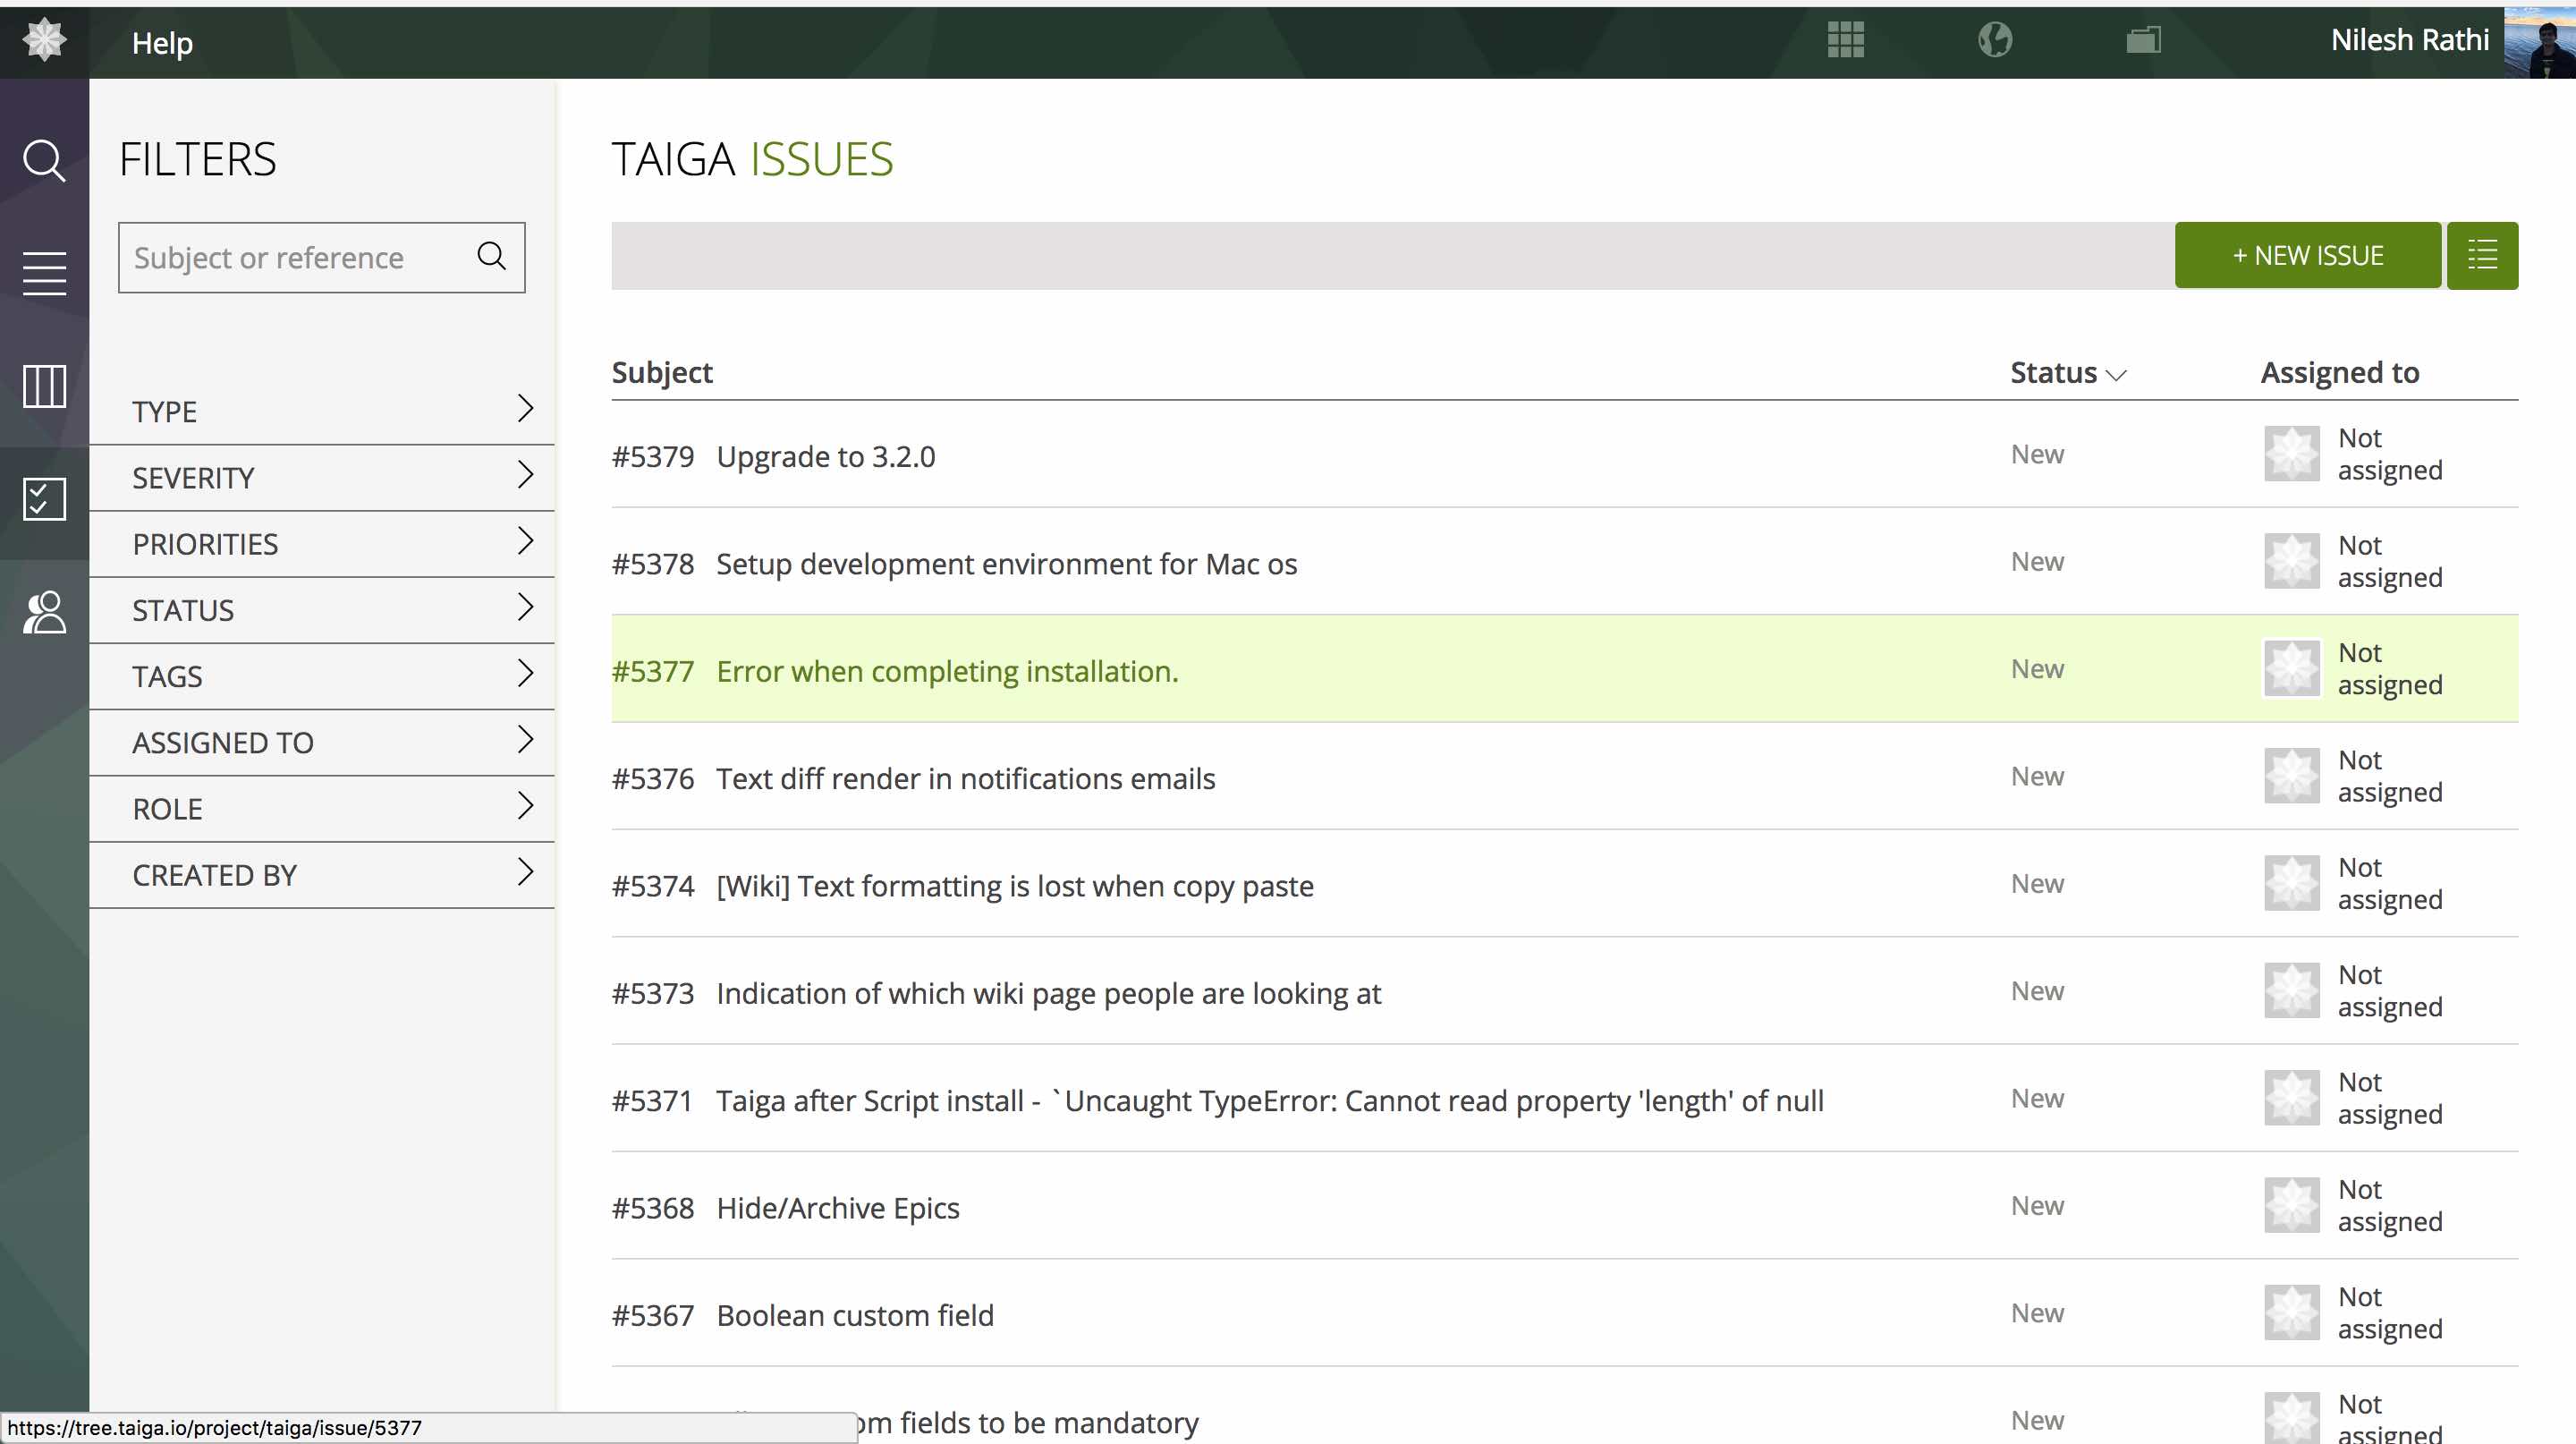 Help
Nilesh Rathi
FILTERS
Subject or reference
TYPE
SEVERITY
PRIORITIES
STATUS
TAGS
ASSIGNED TO
ROLE
CREATED BY
TAIGA ISSUES
+ NEW ISSUE
Subject Status Assigned to
#5379 Upgrade to 3.2.0 New Not
assigned
#5378 Setup development environment for Mac os New Not
assigned
#5377 Error when completing installation. New Not
assigned
#5376 Text diff render in notifications emails New Not
assigned
#5374 [Wiki] Text formatting is lost when copy paste New Not
assigned
#5373 Indication of which wiki page people are looking at New Not
assigned
#5371 Taiga after Script install - `Uncaught TypeError: Cannot read property 'length' of null New Not
assigned
#5368 Hide/Archive Epics New Not
assigned
#5367 Boolean custom field New Not
assigned
fields to be mandatory New Not
assigned
https://tree.taiga.io/project/taiga/issue/5377